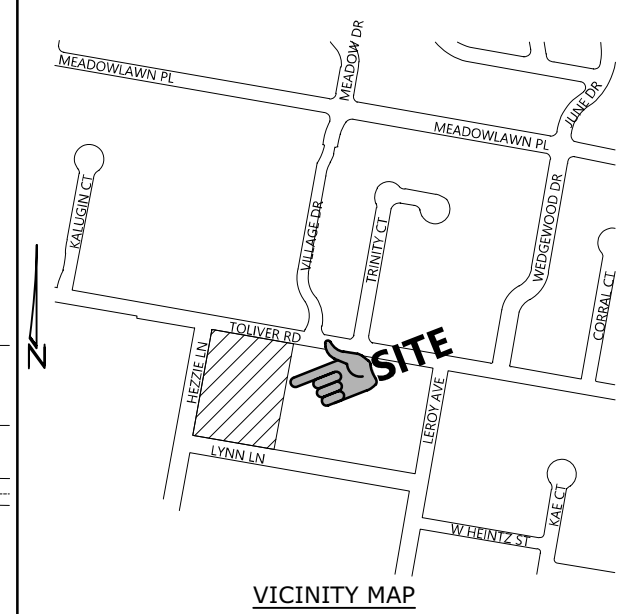 MEADOW DR
MEADOWLAWN PL
JUNE DR
MEADOWLAWN PL
KALUGIN CT
VILLAGE DR
TRINITY CT
WEDGEWOOD DR
CORRAL CT
N
TOLIVER RD
SITE
HEZZIE LN
LEROY AVE
LYNN LN
KAE CT
W HEINTZ ST
VICINITY MAP